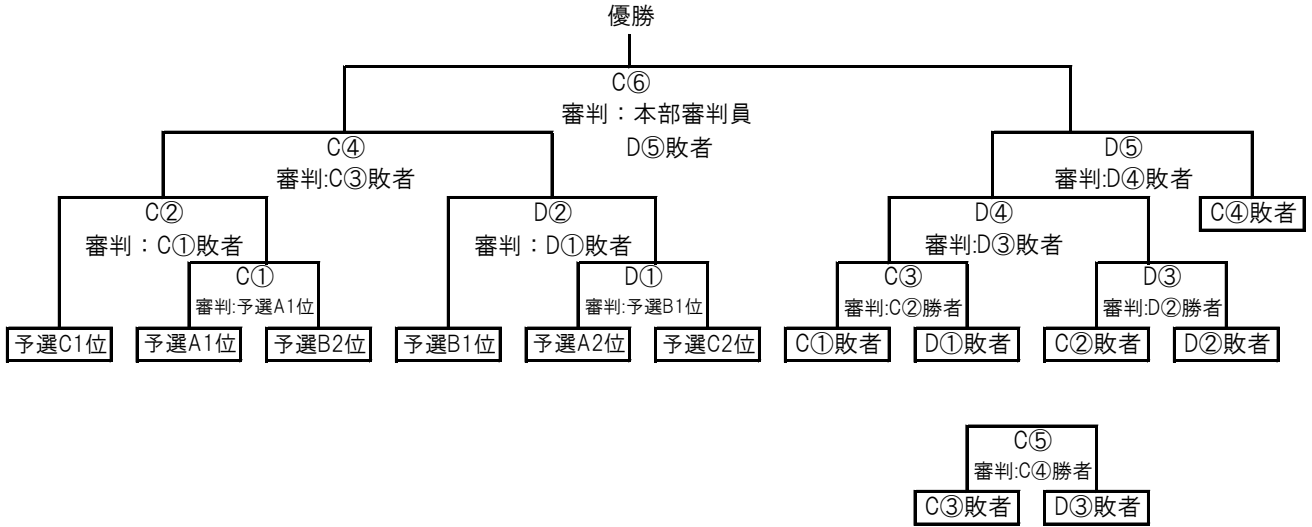 優勝
C⑥
審判：本部審判員
D⑤敗者
C④
審判:C③敗者
D⑤
審判:D④敗者
C②
審判：C①敗者
D②
審判：D①敗者
D④
審判:D③敗者
C④敗者
C①
審判:予選A1位
D①
審判:予選B1位
C③
審判:C②勝者
D③
審判:D②勝者
予選C1位
予選A1位
予選B2位
予選B1位
予選A2位
予選C2位
C①敗者
D①敗者
C②敗者
D②敗者
C⑤
審判:C④勝者
C③敗者
D③敗者